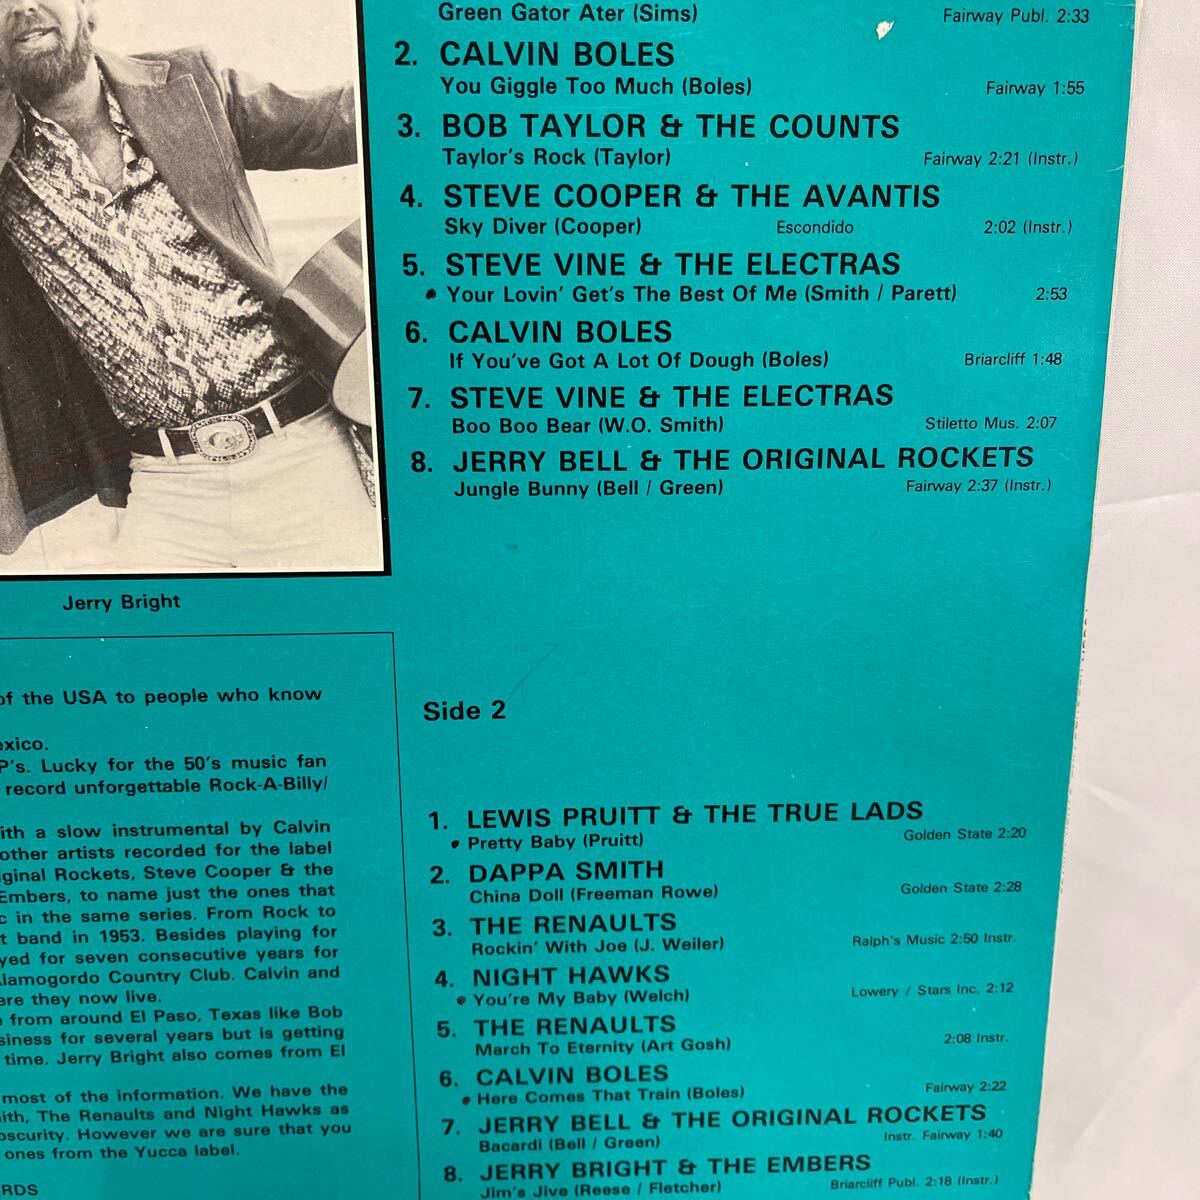 Green Gator Ater (Sims) Fairway Publ. 2:33
2. CALVIN BOLES
You Giggle Too Much (Boles) Fairway 1:55
3. BOB TAYLOR & THE COUNTS
Taylor's Rock (Taylor) Fairway 2:21 (Instr.)
4. STEVE COOPER & THE AVANTIS
Sky Diver (Cooper) Escondido 2:02 (Instr.)
5. STEVE VINE & THE ELECTRAS
• Your Lovin' Get's The Best Of Me (Smith / Parett) 2:53
6. CALVIN BOLES
If You've Got A Lot Of Dough (Boles) Briarcliff 1:48
7. STEVE VINE & THE ELECTRAS
Boo Boo Bear (W.O. Smith) Stiletto Mus. 2:07
8. JERRY BELL & THE ORIGINAL ROCKETS
Jungle Bunny (Bell / Green) Fairway 2:37 (Instr.)
Jerry Bright
of the USA to people who know
exico.
P's. Lucky for the 50's music fan
record unforgettable Rock-A-Billy/
ith a slow instrumental by Calvin
other artists recorded for the label
iginal Rockets, Steve Cooper & the
Embers, to name just the ones that
c in the same series. From Rock to
t band in 1953. Besides playing for
yed for seven consecutive years for
lamogordo Country Club. Calvin and
ere they now live.
from around El Paso, Texas like Bob
siness for several years but is getting
time. Jerry Bright also comes from El
most of the information. We have the
ith, The Renaults and Night Hawks as
bscurity. However we are sure that you
ones from the Yucca label.
RDS
Side 2
1. LEWIS PRUITT & THE TRUE LADS
• Pretty Baby (Pruitt) Golden State 2:20
2. DAPPA SMITH
China Doll (Freeman Rowe) Golden State 2:28
3. THE RENAULTS
Rockin' With Joe (J. Weiler) Ralph's Music 2:50 Instr.
4. NIGHT HAWKS
• You're My Baby (Welch) Lowery / Stars Inc. 2:12
5. THE RENAULTS
March To Eternity (Art Gosh) 2:08 Instr.
6. CALVIN BOLES
• Here Comes That Train (Boles) Fairway 2:22
7. JERRY BELL & THE ORIGINAL ROCKETS
Bacardi (Bell / Green) Instr. Fairway 1:40
8. JERRY BRIGHT & THE EMBERS
Jim's Jive (Reese / Fletcher) Briarcliff Publ. 2:18 (Instr.)